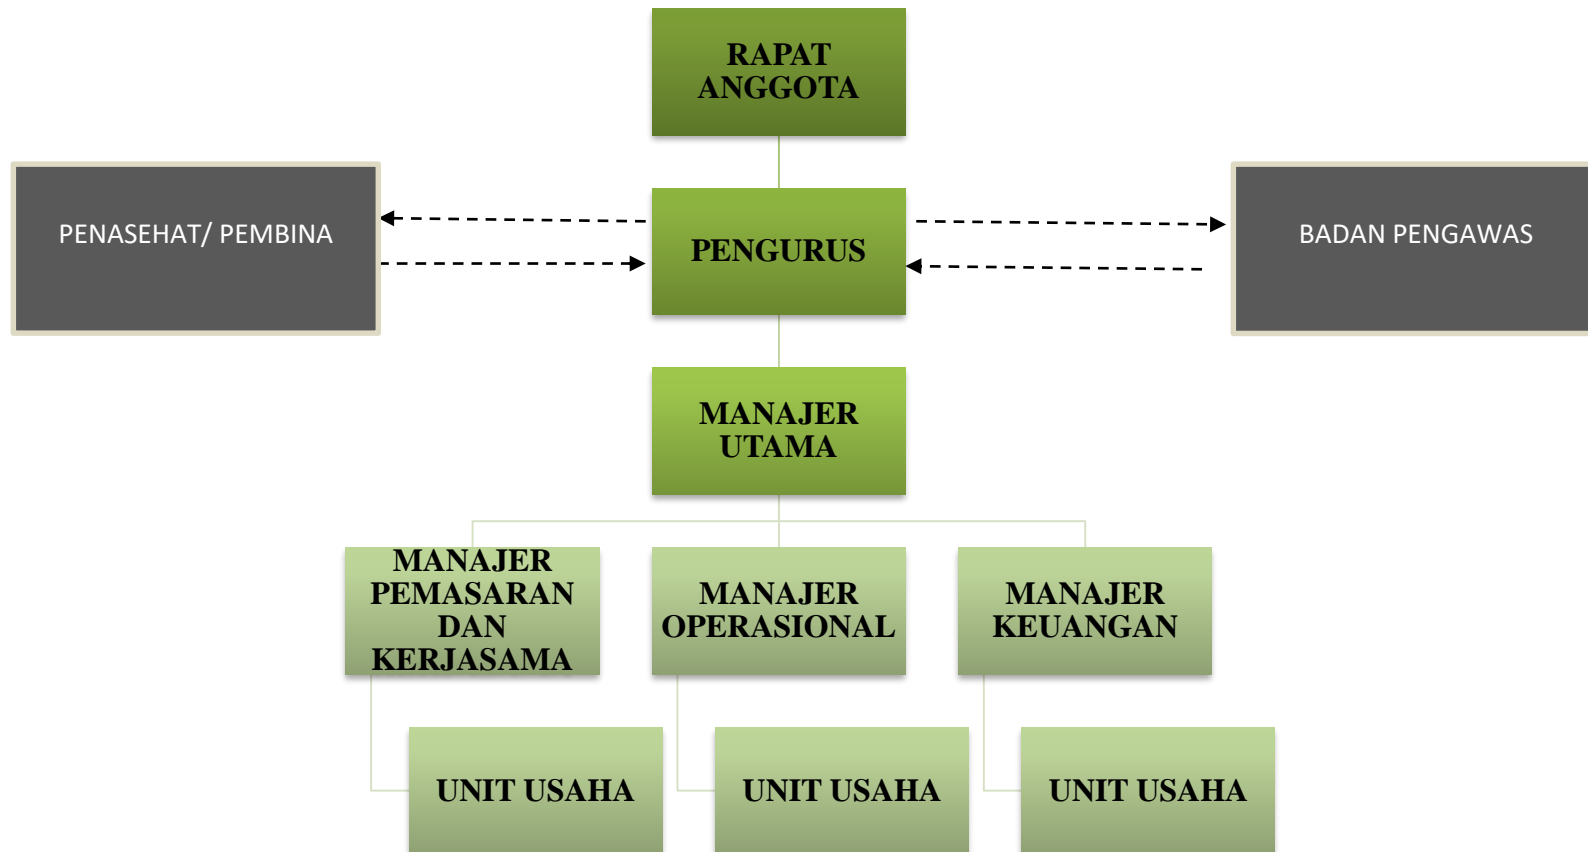 RAPAT
ANGGOTA
PENASEHAT/ PEMBINA
PENGURUS
BADAN PENGAWAS
MANAJER
UTAMA
MANAJER
PEMASARAN
DAN
KERJASAMA
MANAJER
OPERASIONAL
MANAJER
KEUANGAN
UNIT USAHA
UNIT USAHA
UNIT USAHA